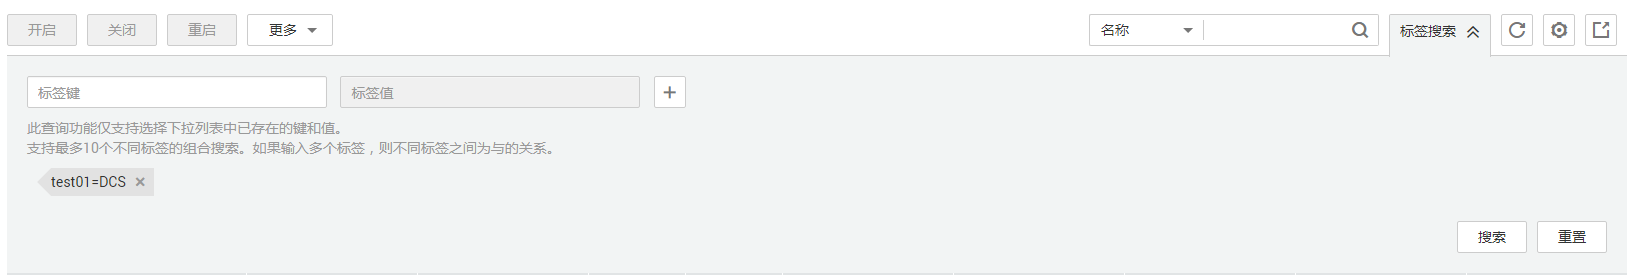 开启 关闭 重启 更多 名称 标签搜索
标签键 标签值
此查询功能仅支持选择下拉列表中已存在的键和值。
支持最多10个不同标签的组合搜索。如果输入多个标签，则不同标签之间为与的关系。
test01=DCS
搜索 重置